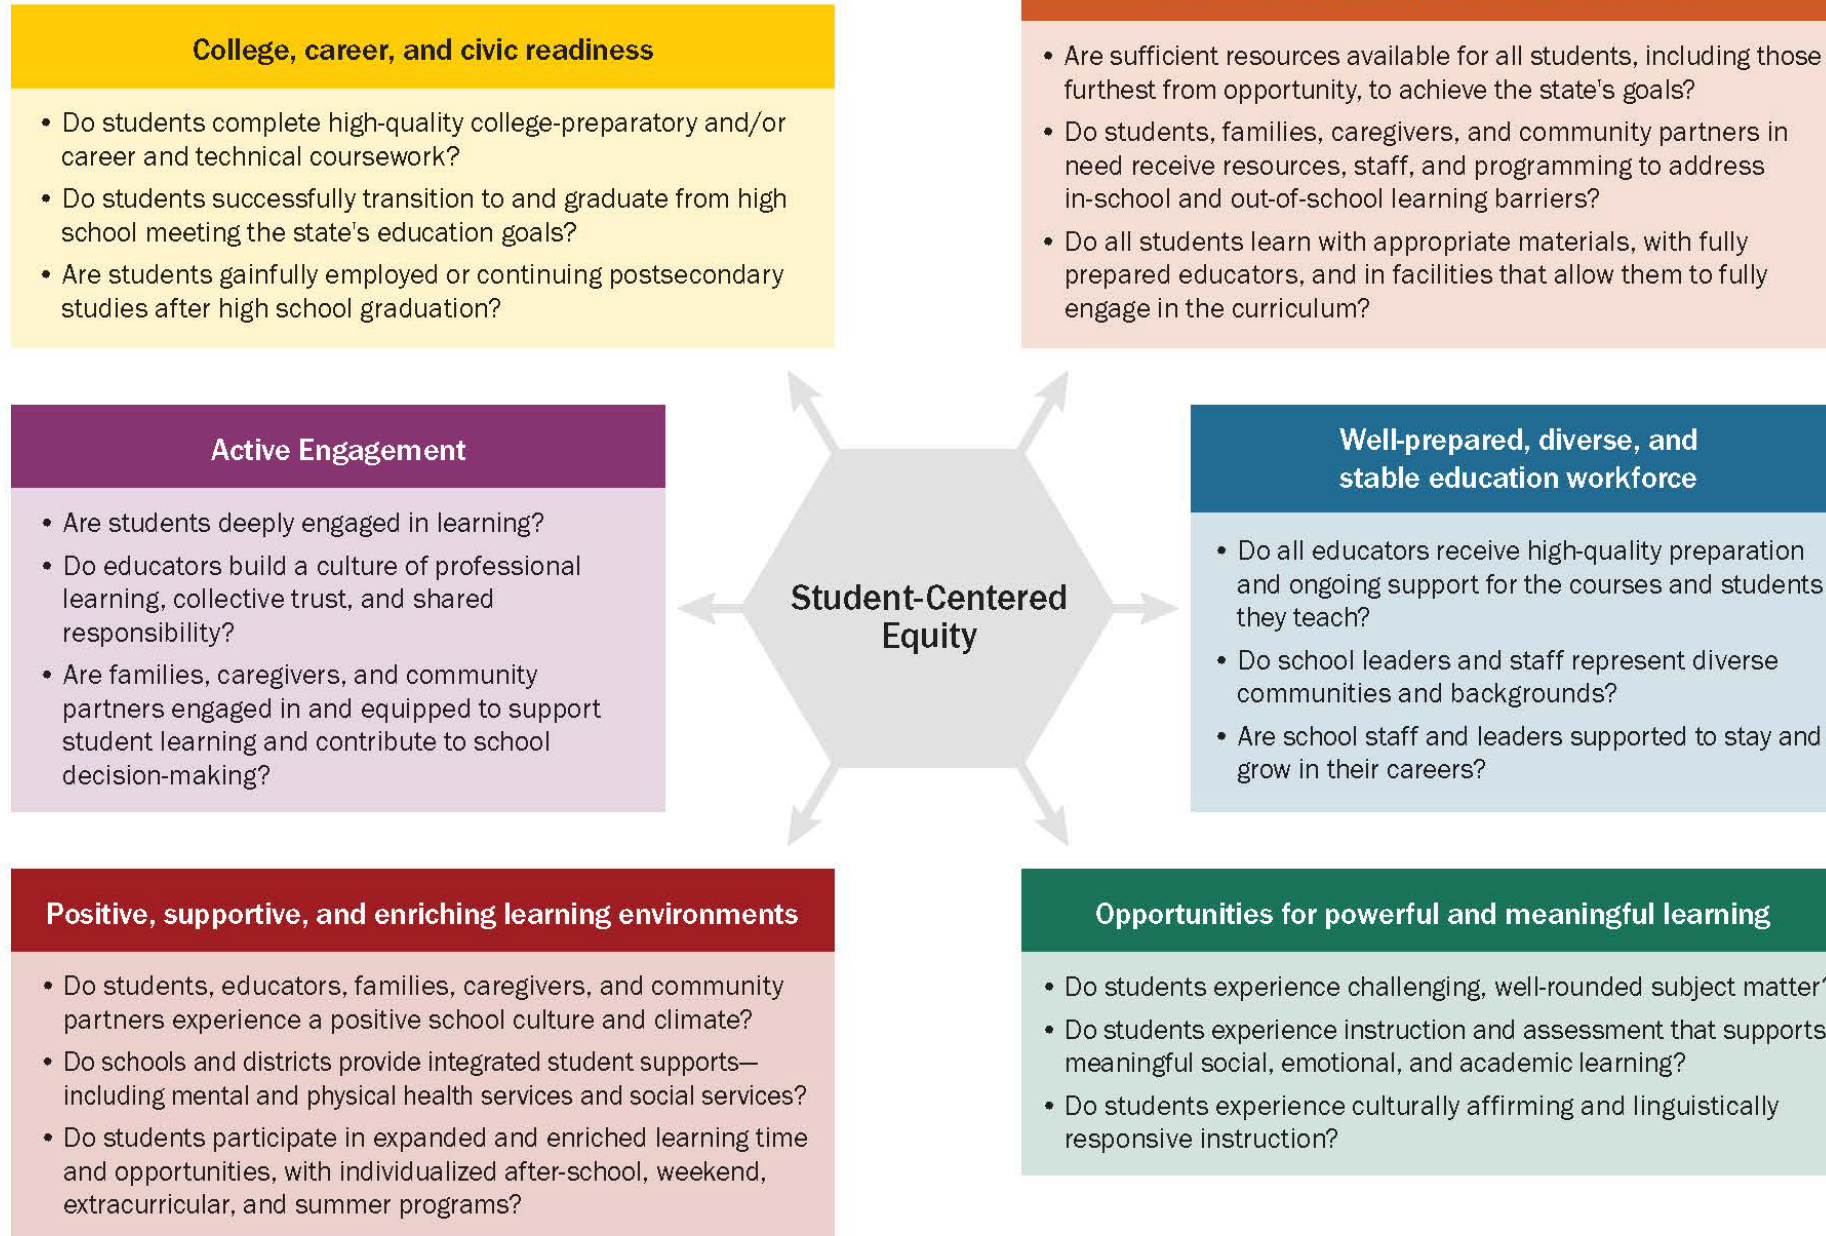 College, career, and civic readiness
• Do students complete high-quality college-preparatory and/or
career and technical coursework?
• Do students successfully transition to and graduate from high
school meeting the state's education goals?
• Are students gainfully employed or continuing postsecondary
studies after high school graduation?
• Are sufficient resources available for all students, including those
furthest from opportunity, to achieve the state's goals?
• Do students, families, caregivers, and community partners in
need receive resources, staff, and programming to address
in-school and out-of-school learning barriers?
• Do all students learn with appropriate materials, with fully
prepared educators, and in facilities that allow them to fully
engage in the curriculum?
Active Engagement
• Are students deeply engaged in learning?
• Do educators build a culture of professional
learning, collective trust, and shared
responsibility?
• Are families, caregivers, and community
partners engaged in and equipped to support
student learning and contribute to school
decision-making?
Student-Centered
Equity
Well-prepared, diverse, and
stable education workforce
• Do all educators receive high-quality preparation
and ongoing support for the courses and students
they teach?
• Do school leaders and staff represent diverse
communities and backgrounds?
• Are school staff and leaders supported to stay and
grow in their careers?
Positive, supportive, and enriching learning environments
• Do students, educators, families, caregivers, and community
partners experience a positive school culture and climate?
• Do schools and districts provide integrated student supports—
including mental and physical health services and social services?
• Do students participate in expanded and enriched learning time
and opportunities, with individualized after-school, weekend,
extracurricular, and summer programs?
Opportunities for powerful and meaningful learning
• Do students experience challenging, well-rounded subject matter?
• Do students experience instruction and assessment that supports
meaningful social, emotional, and academic learning?
• Do students experience culturally affirming and linguistically
responsive instruction?